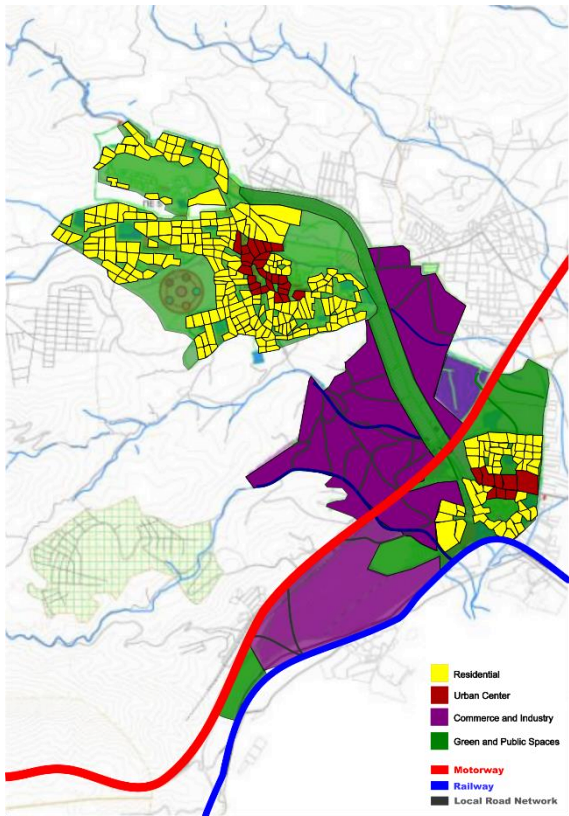 Residential
Urban Center
Commerce and Industry
Green and Public Spaces
Motorway
Railway
Local Road Network